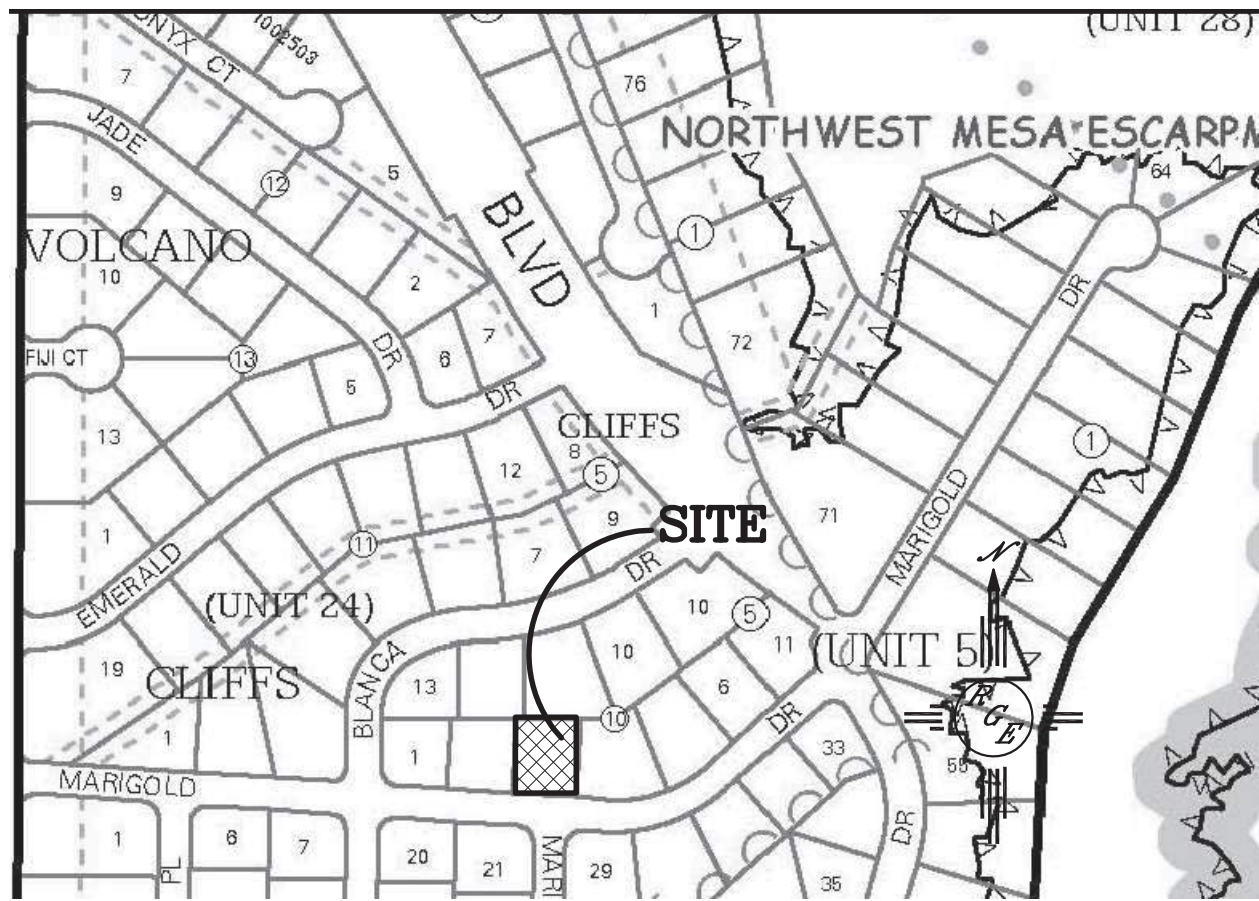 (UNIT 28)
ONYX CT
1002503
7
76
NORTHWEST MESA ESCARPM
JADE
5
64
12
9
BLVD
1
VOLCANO
10
2
DR
1
7
72
FIJI CT
13
DR
6
5
DR
1
13
CLIFFS
8
12
5
MARIGOLD
1
9
SITE
71
N
11
7
EMERALD
DR
(UNIT 24)
10
5
BLANCA
11
(UNIT 5)
19
CLIFFS
10
13
6
R
G
E
10
DR
1
1
33
55
MARIGOLD
DR
1
6
7
20
21
MARI
29
PL
35